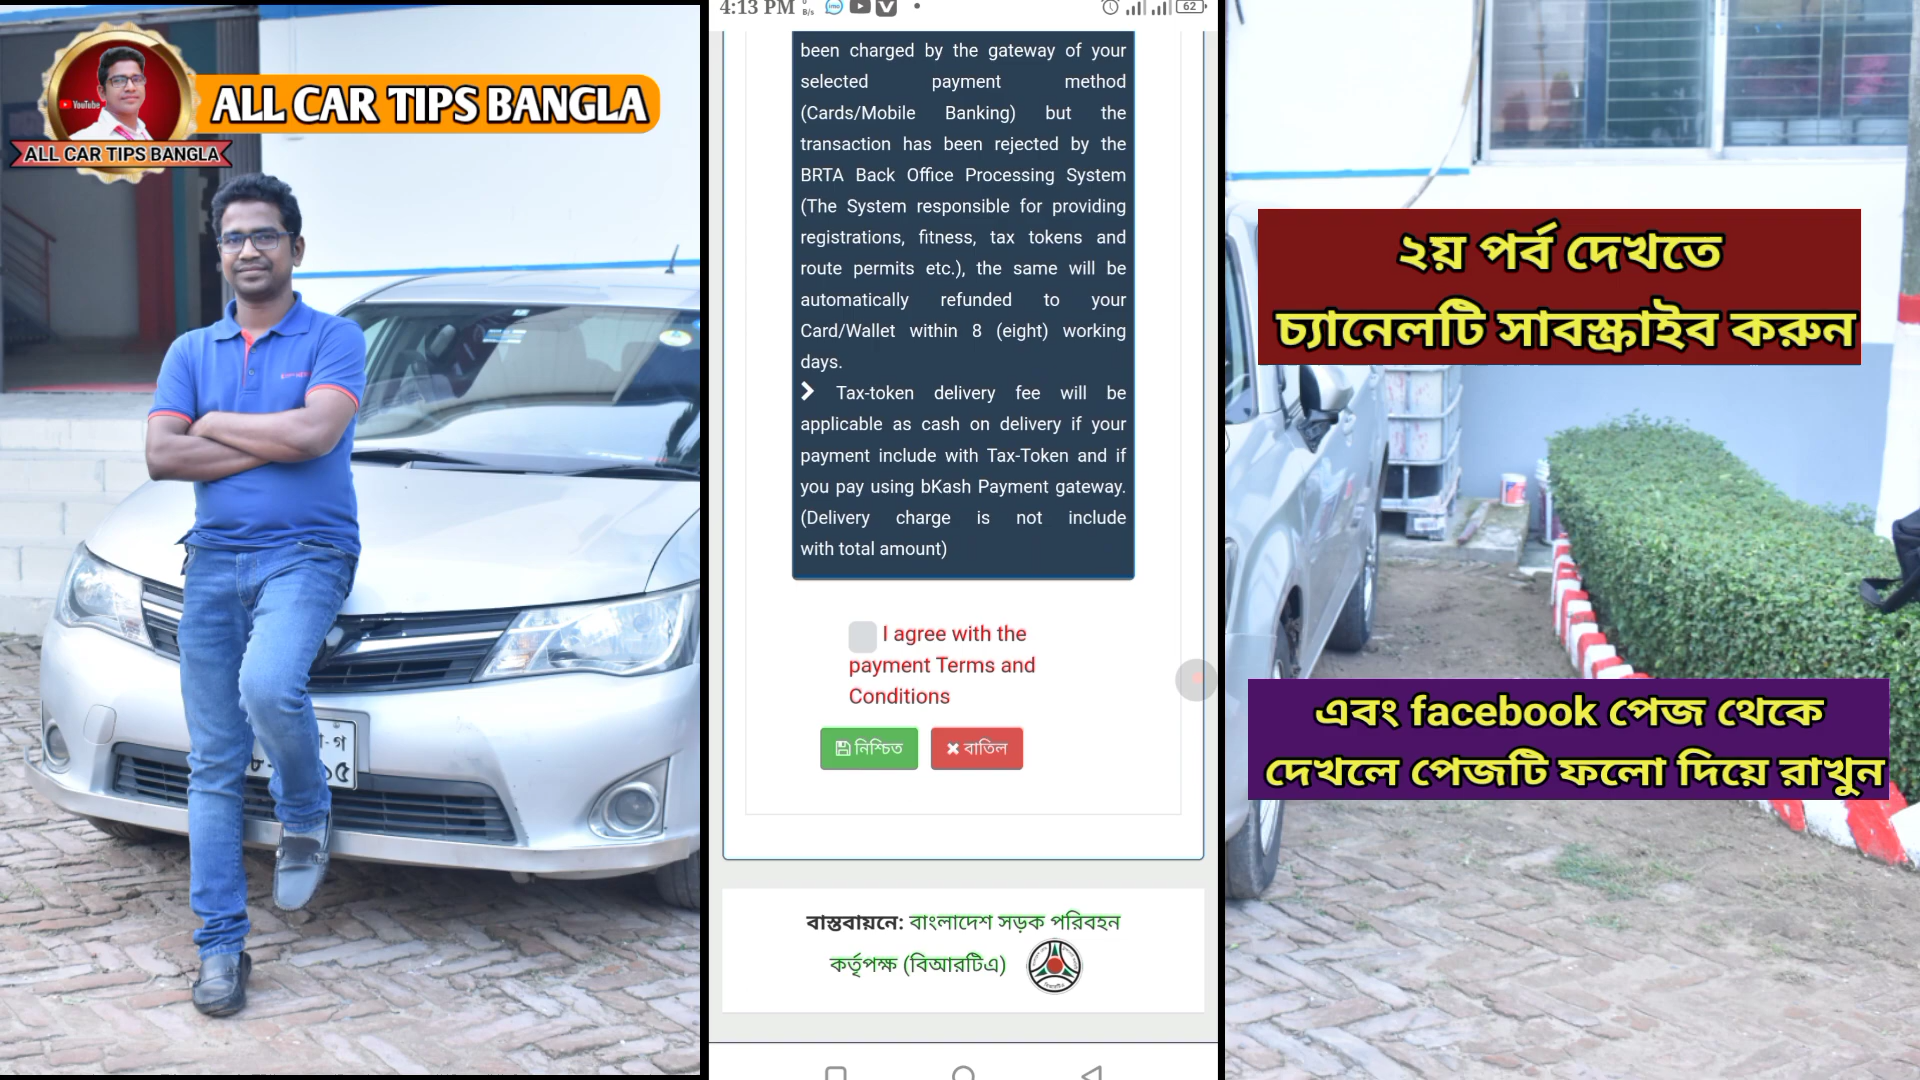 YouTube
ALL CAR TIPS BANGLA
ALL CAR TIPS BANGLA
4:13 PM
B/s
imo
62
been charged by the gateway of your
selected payment method
(Cards/Mobile Banking) but the
transaction has been rejected by the
BRTA Back Office Processing System
(The System responsible for providing
registrations, fitness, tax tokens and
route permits etc.), the same will be
automatically refunded to your
Card/Wallet within 8 (eight) working
days.
Tax-token delivery fee will be
applicable as cash on delivery if your
payment include with Tax-Token and if
you pay using bKash Payment gateway.
(Delivery charge is not include
with total amount)
I agree with the
payment Terms and
Conditions
নিশ্চিত
বাতিল
বাস্তবায়নে: বাংলাদেশ সড়ক পরিবহন
কর্তৃপক্ষ (বিআরটিএ)
২য় পর্ব দেখতে
চ্যানেলটি সাবস্ক্রাইব করুন
এবং facebook পেজ থেকে
দেখলে পেজটি ফলো দিয়ে রাখুন